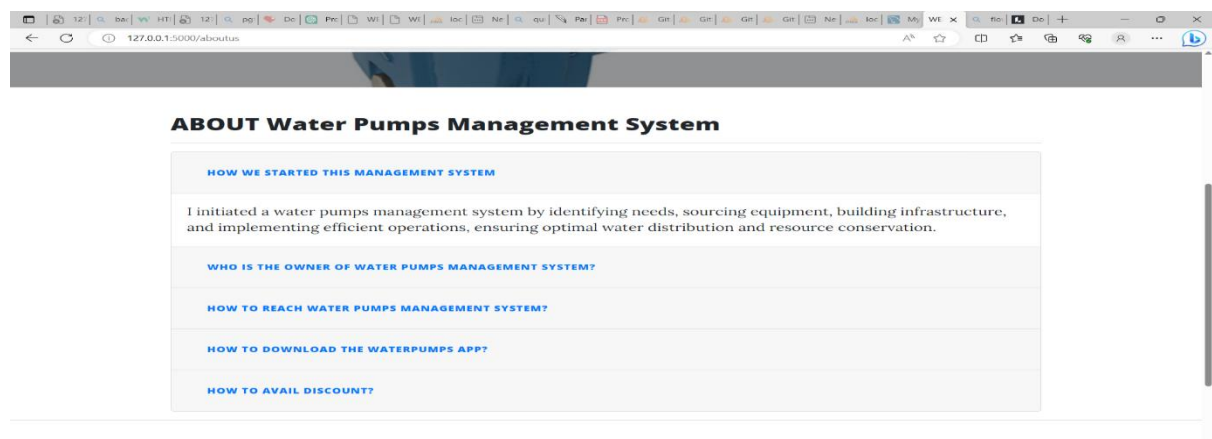 127.0.0.1:5000/aboutus
ABOUT Water Pumps Management System
HOW WE STARTED THIS MANAGEMENT SYSTEM
I initiated a water pumps management system by identifying needs, sourcing equipment, building infrastructure,
and implementing efficient operations, ensuring optimal water distribution and resource conservation.
WHO IS THE OWNER OF WATER PUMPS MANAGEMENT SYSTEM?
HOW TO REACH WATER PUMPS MANAGEMENT SYSTEM?
HOW TO DOWNLOAD THE WATERPUMPS APP?
HOW TO AVAIL DISCOUNT?